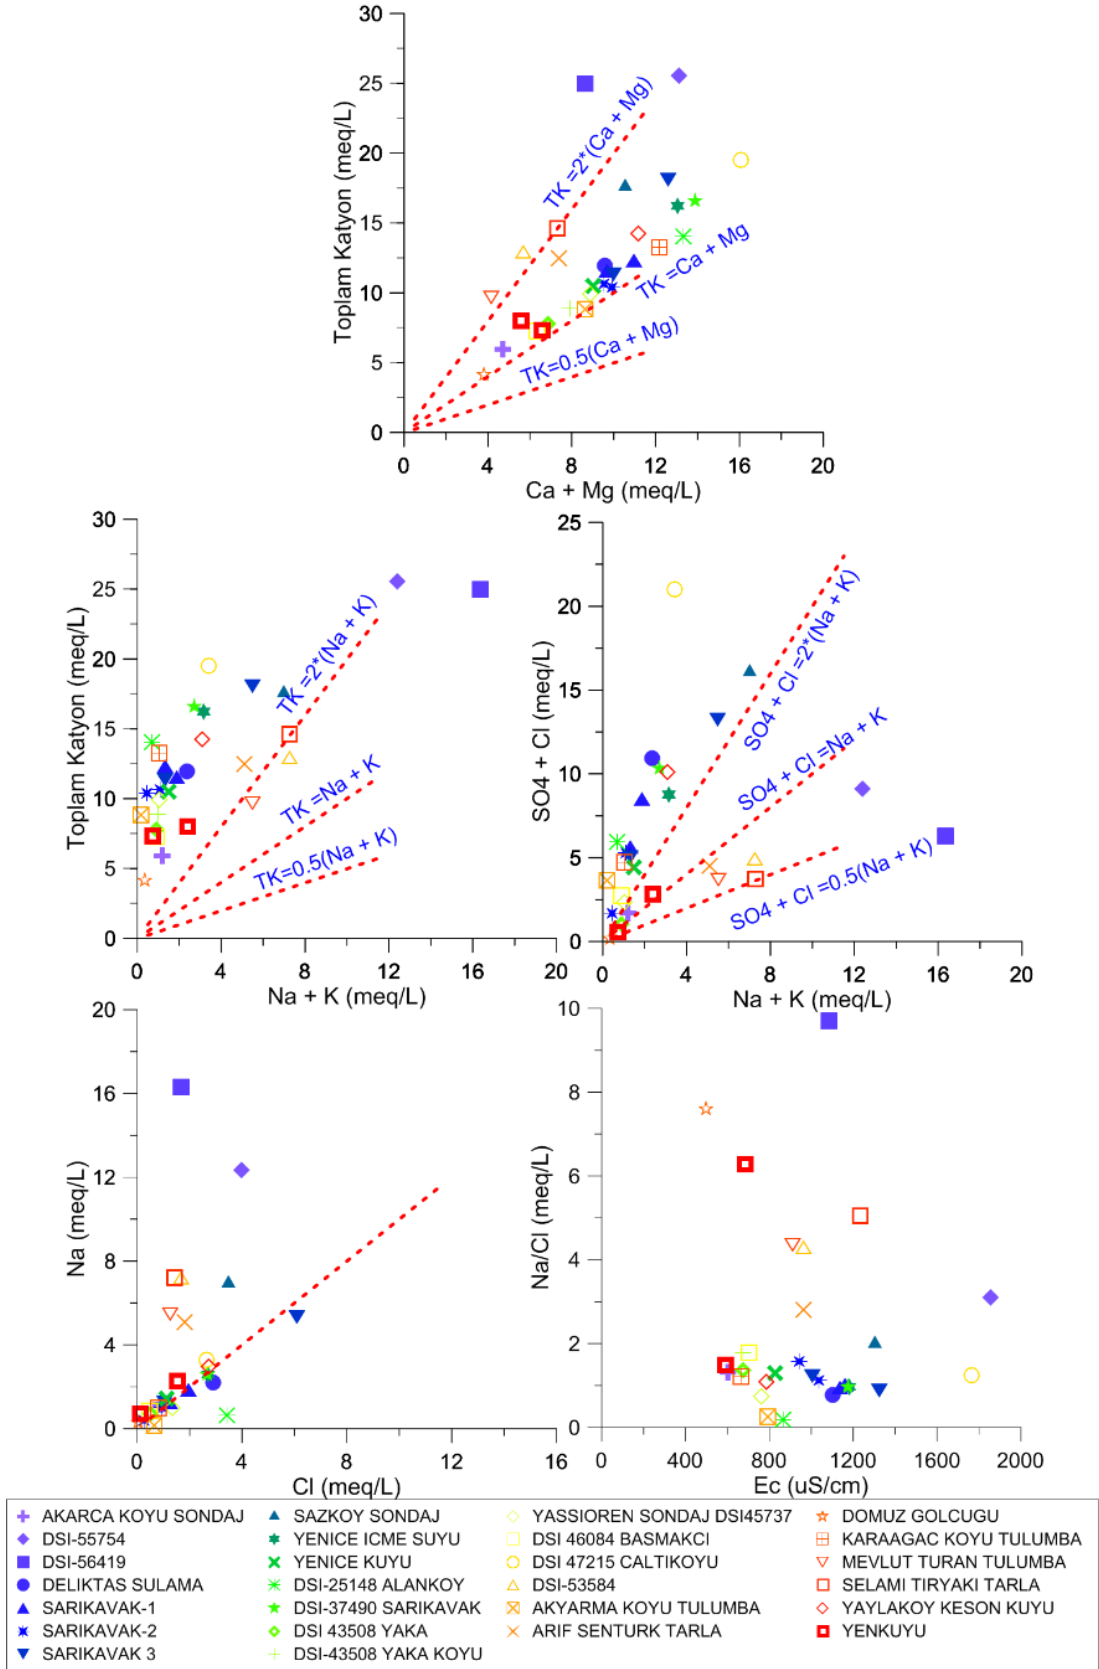 30
25
20
15
10
5
0
Toplam Katyon (meq/L)
TK =2*(Ca + Mg)
TK =Ca + Mg
TK=0.5(Ca + Mg)
0 4 8 12 16 20
Ca + Mg (meq/L)
30
25
20
15
10
5
0
Toplam Katyon (meq/L)
TK =2*(Na + K)
TK =Na + K
TK=0.5(Na + K)
0 4 8 12 16 20
Na + K (meq/L)
25
20
15
10
5
0
SO4 + Cl (meq/L)
SO4 + Cl =2*(Na + K)
SO4 + Cl =Na + K
SO4 + Cl =0.5(Na + K)
0 4 8 12 16 20
Na + K (meq/L)
20
16
12
8
4
0
Na (meq/L)
0 4 8 12 16
Cl (meq/L)
10
8
6
4
2
0
Na/Cl (meq/L)
0 400 800 1200 1600 2000
Ec (uS/cm)
AKARCA KOYU SONDAJ
DSI-55754
DSI-56419
DELIKTAS SULAMA
SARIKAVAK-1
SARIKAVAK-2
SARIKAVAK 3
SAZKOY SONDAJ
YENICE ICME SUYU
YENICE KUYU
DSI-25148 ALANKOY
DSI-37490 SARIKAVAK
DSI 43508 YAKA
DSI-43508 YAKA KOYU
YASSIOREN SONDAJ DSI45737
DSI 46084 BASMAKCI
DSI 47215 CALTIKOYU
DSI-53584
AKYARMA KOYU TULUMBA
ARIF SENTURK TARLA
DOMUZ GOLCUGU
KARAAGAC KOYU TULUMBA
MEVLUT TURAN TULUMBA
SELAMI TIRYAKI TARLA
YAYLAKOY KESON KUYU
YENKUYU